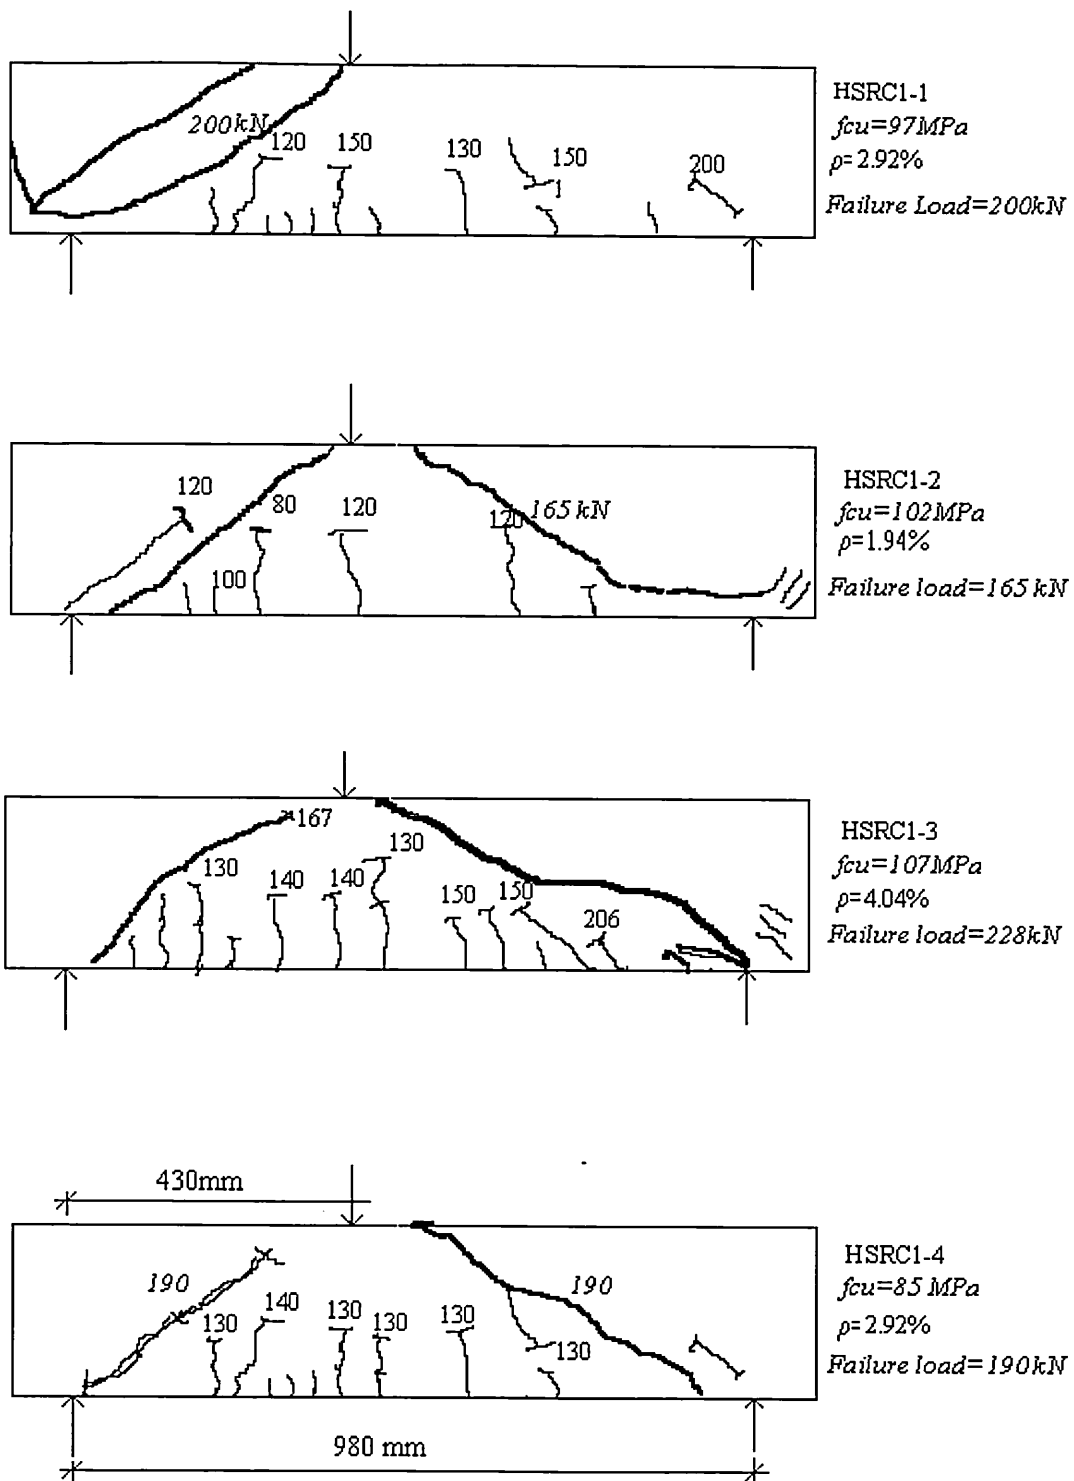 HSRC1-1
200kN
fcu=97MPa
120
150
130
150
200
ρ=2.92%
Failure Load=200kN
HSRC1-2
120
80
120
120
165 kN
fcu=102MPa
ρ=1.94%
100
Failure load=165 kN
167
HSRC1-3
130
130
fcu=107MPa
140
140
150
150
206
ρ=4.04%
Failure load=228kN
430mm
HSRC1-4
190
190
fcu=85 MPa
130
140
130
130
130
130
ρ=2.92%
Failure load=190kN
980 mm